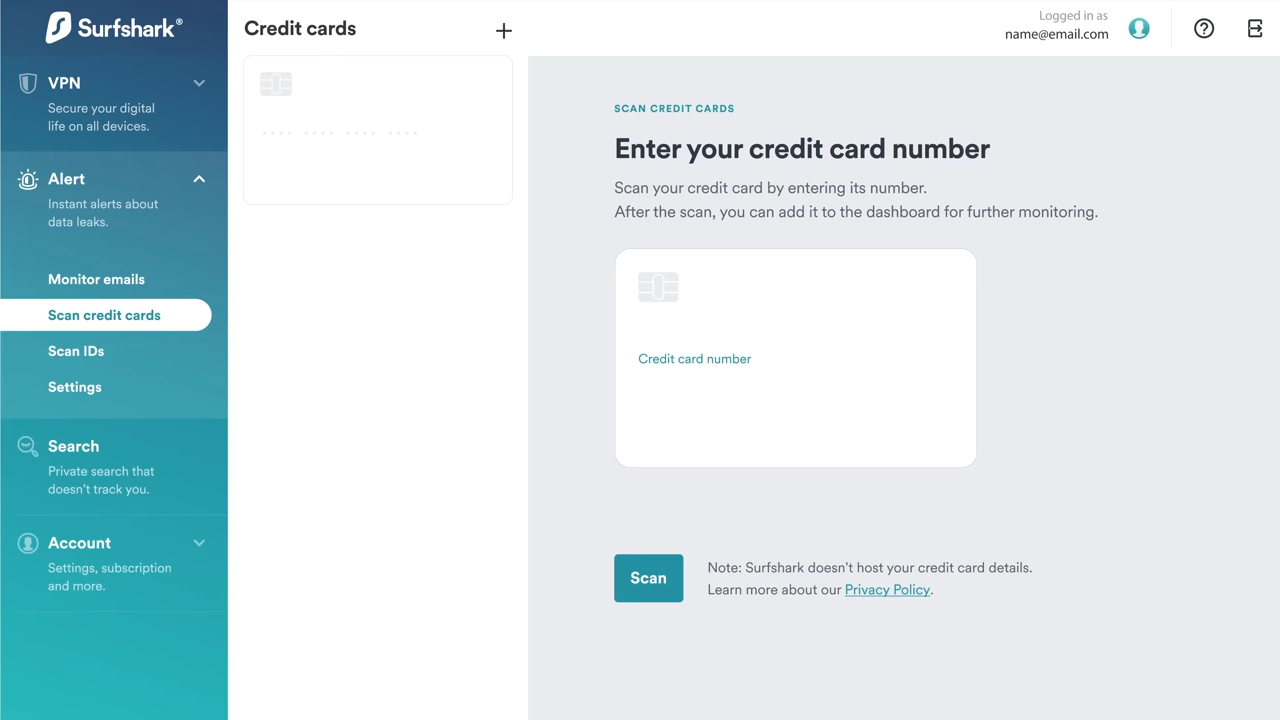 Surfshark®
VPN
Secure your digital
life on all devices.
Alert
Instant alerts about
data leaks.
Monitor emails
Scan credit cards
Scan IDs
Settings
Search
Private search that
doesn't track you.
Account
Settings, subscription
and more.
Credit cards
Logged in as
name@email.com
SCAN CREDIT CARDS
Enter your credit card number
Scan your credit card by entering its number.
After the scan, you can add it to the dashboard for further monitoring.
Credit card number
Scan
Note: Surfshark doesn't host your credit card details.
Learn more about our Privacy Policy.